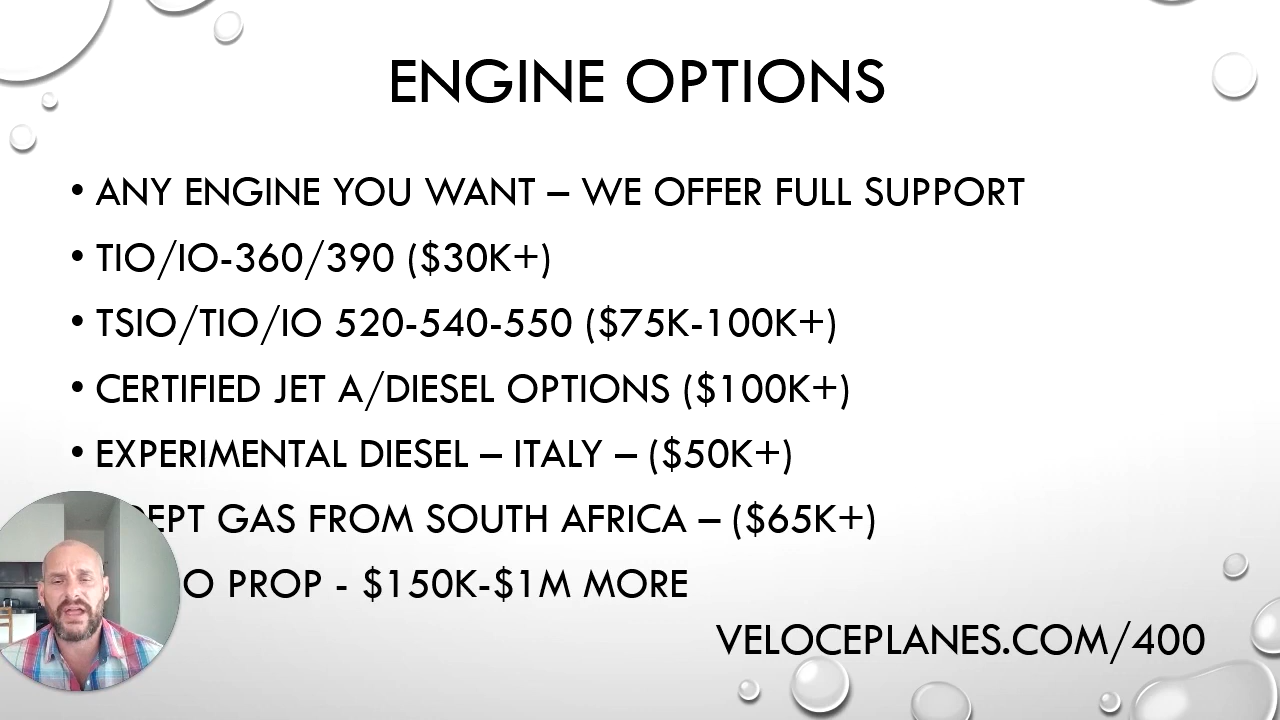 ENGINE OPTIONS
• ANY ENGINE YOU WANT – WE OFFER FULL SUPPORT
• TIO/IO-360/390 ($30K+)
• TSIO/TIO/IO 520-540-550 ($75K-100K+)
• CERTIFIED JET A/DIESEL OPTIONS ($100K+)
• EXPERIMENTAL DIESEL – ITALY – ($50K+)
GAS FROM SOUTH AFRICA – ($65K+)
PROP - $150K-$1M MORE
VELOCEPLANES.COM/400